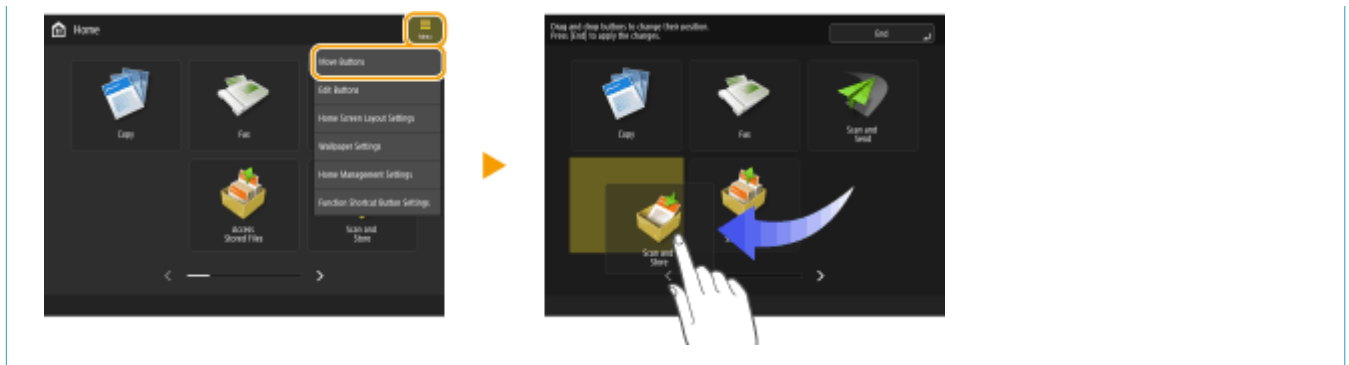 Home
Menu
Move Buttons
Edit Buttons
Home Screen Layout Settings
Wallpaper Settings
Home Management Settings
Function Shortcut Button Settings
Copy
Fax
Access
Stored Files
Scan and
Store
Drag and drop buttons to change their position.
Press [End] to apply the changes.
End
Copy
Fax
Scan and
Send
Scan and
Store